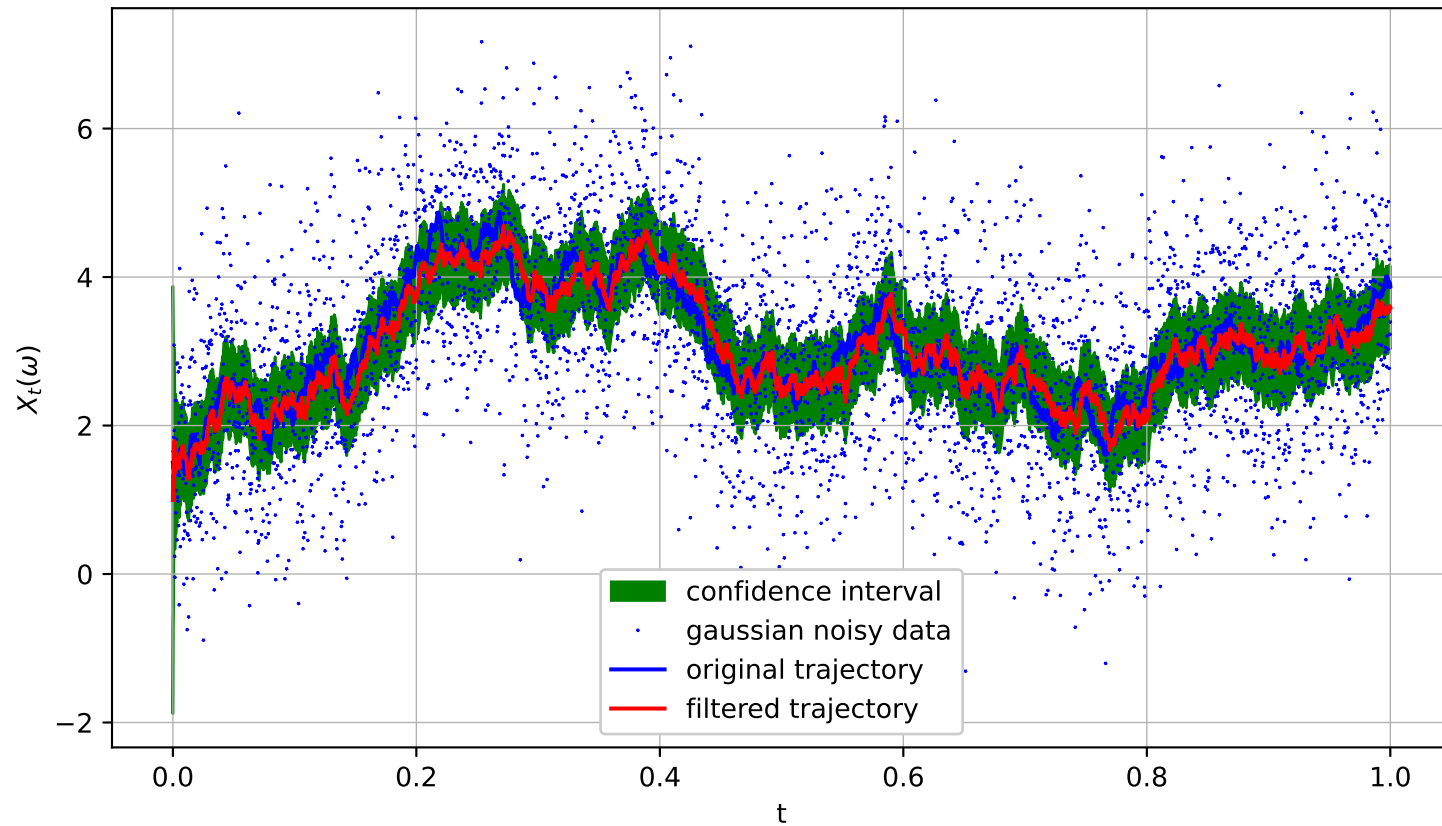 6
4
2
0
−2
X_t(ω)
confidence interval
gaussian noisy data
original trajectory
filtered trajectory
0.0 0.2 0.4 0.6 0.8 1.0
t